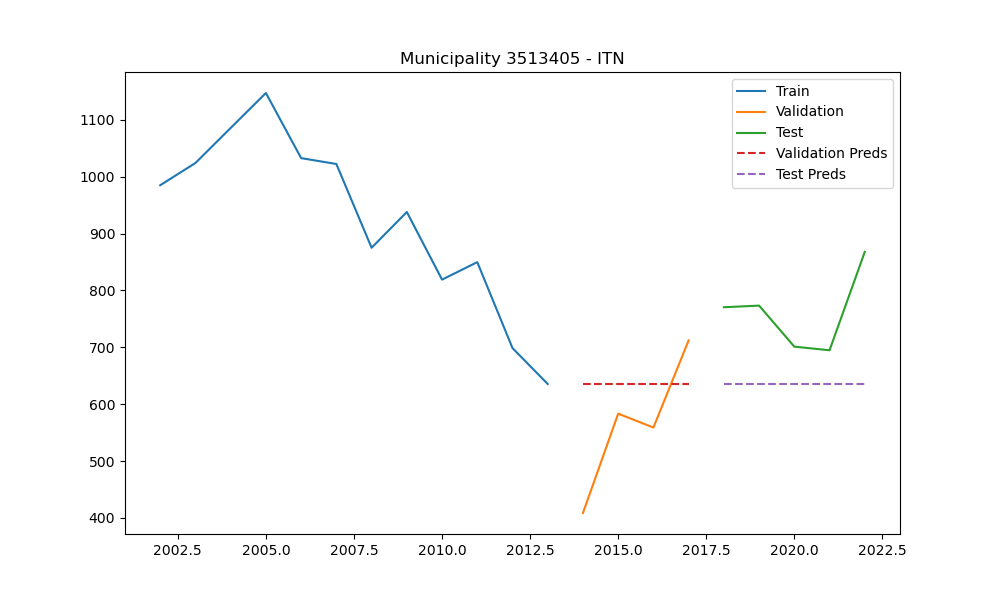 Municipality 3513405 - ITN
Train
Validation
Test
Validation Preds
Test Preds
1100
1000
900
800
700
600
500
400
2002.5 2005.0 2007.5 2010.0 2012.5 2015.0 2017.5 2020.0 2022.5